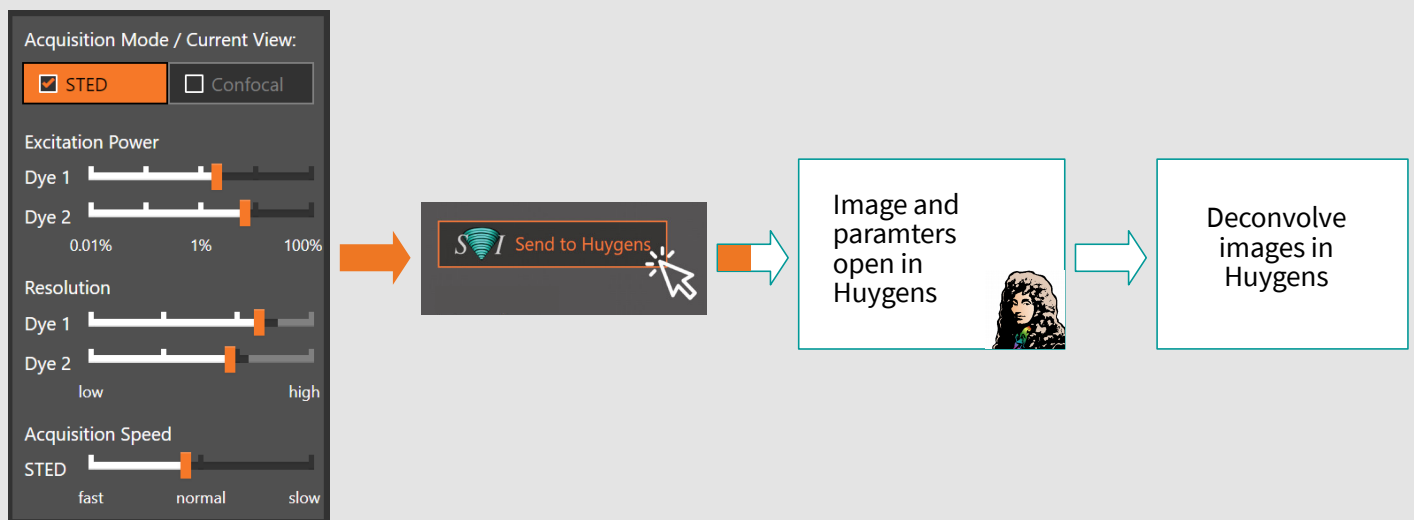 Acquisition Mode / Current View:
STED
Confocal
Excitation Power
Dye 1
Dye 2
0.01% 1% 100%
Resolution
Dye 1
Dye 2
low high
Acquisition Speed
STED
fast normal slow
SVI Send to Huygens
Image and
paramters
open in
Huygens
Deconvolve
images in
Huygens